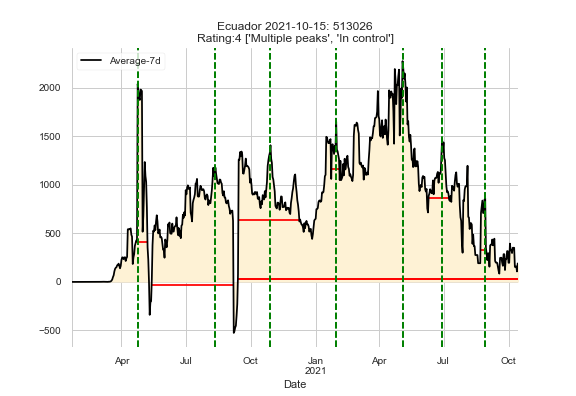 Ecuador 2021-10-15: 513026
Rating:4 ['Multiple peaks', 'In control']
Average-7d
2000
1500
1000
500
0
−500
Apr
Jul
Oct
Jan
2021
Apr
Jul
Oct
Date